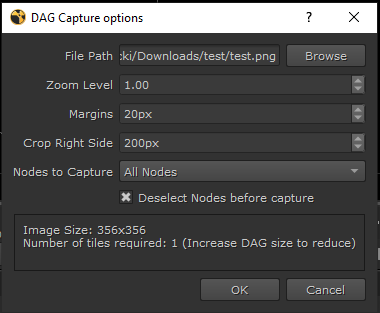 DAG Capture options
File Path :ki/Downloads/test/test.png Browse
Zoom Level 1.00
Margins 20px
Crop Right Side 200px
Nodes to Capture All Nodes
Deselect Nodes before capture
Image Size: 356x356
Number of tiles required: 1 (Increase DAG size to reduce)
OK Cancel